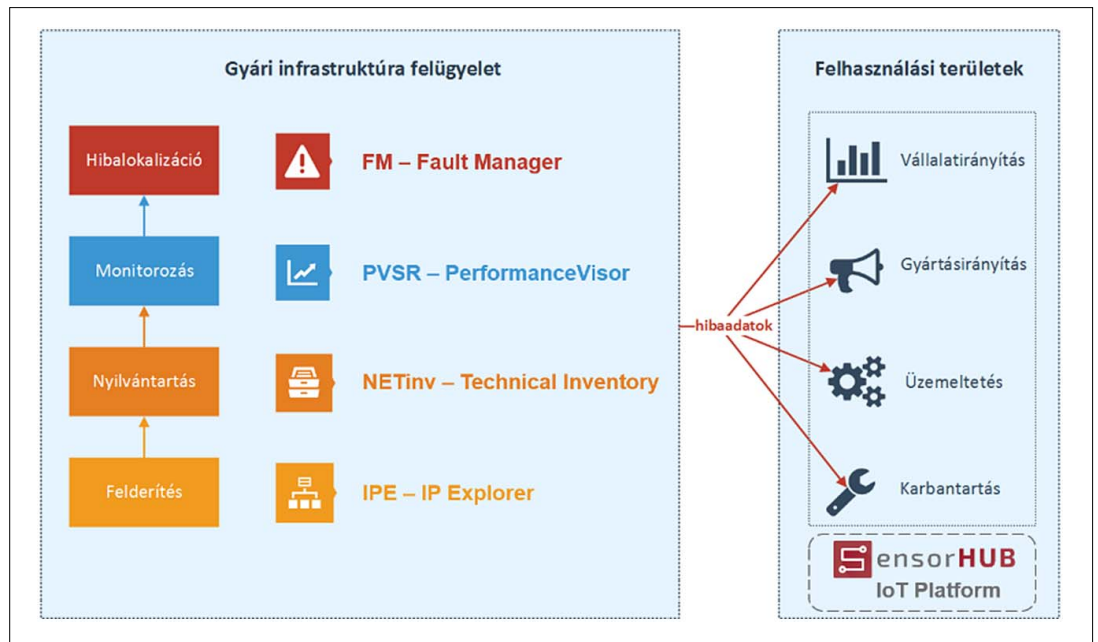 Gyári infrastruktúra felügyelet
Hibalokalizáció
FM – Fault Manager
Monitorozás
PVSR – PerformanceVisor
Nyilvántartás
NETinv – Technical Inventory
Felderítés
IPE – IP Explorer
hibaadatok
Felhasználási területek
Vállalatirányítás
Gyártásirányítás
Üzemeltetés
Karbantartás
SensorHUB
IoT Platform